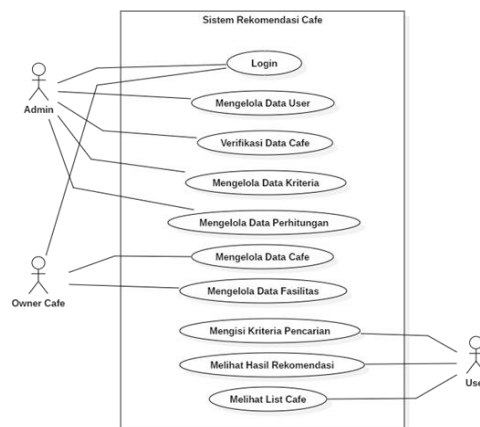 Sistem Rekomendasi Cafe
Login
Admin
Mengelola Data User
Verifikasi Data Cafe
Mengelola Data Kriteria
Mengelola Data Perhitungan
Mengelola Data Cafe
Owner Cafe
Mengelola Data Fasilitas
Mengisi Kriteria Pencarian
Melihat Hasil Rekomendasi
Melihat List Cafe